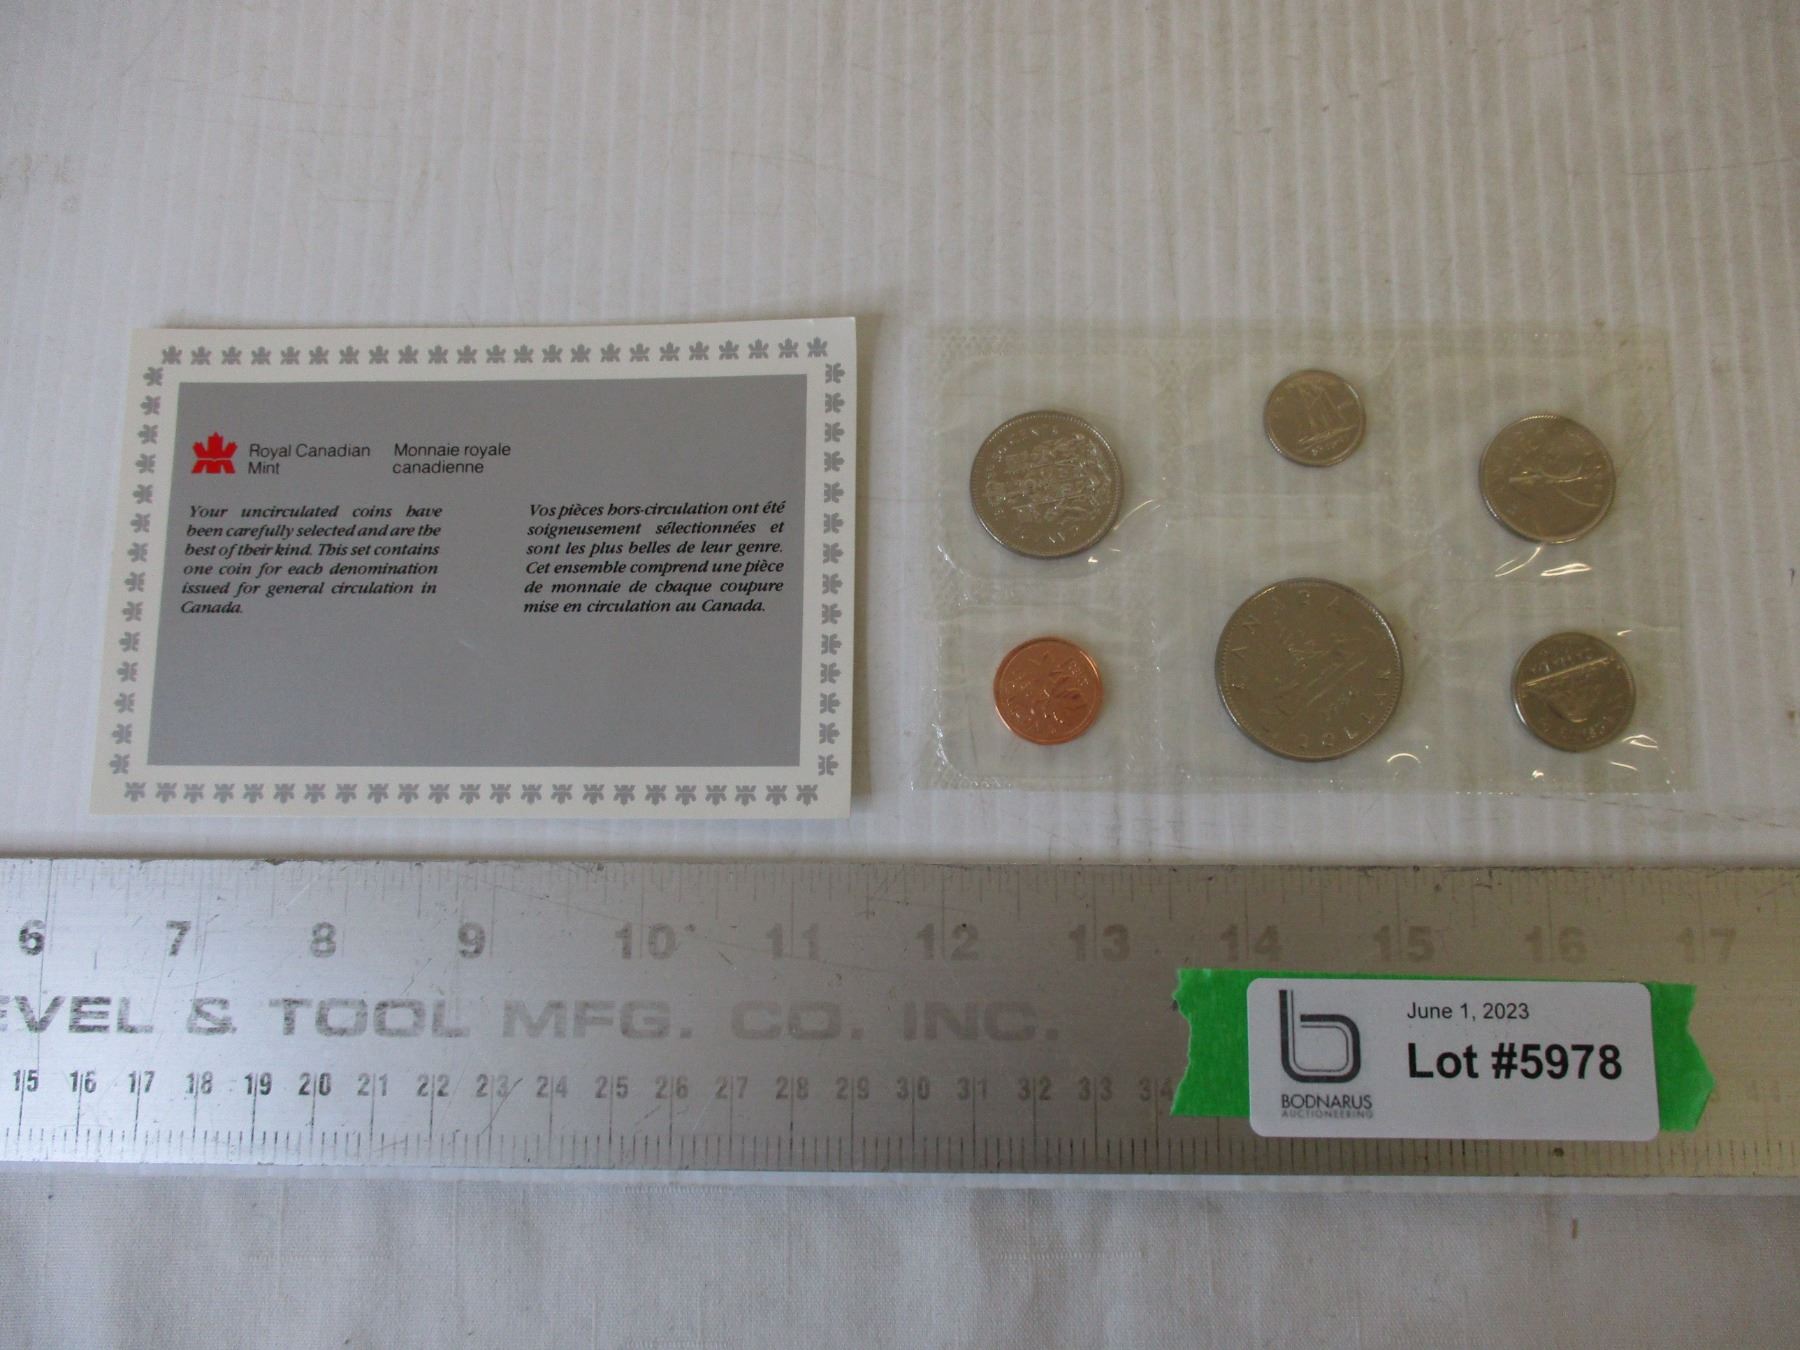 Royal Canadian
Mint
Monnaie royale
canadienne
Your uncirculated coins have
been carefully selected and are the
best of their kind. This set contains
one coin for each denomination
issued for general circulation in
Canada.
Vos pièces hors-circulation ont été
soigneusement sélectionnées et
sont les plus belles de leur genre.
Cet ensemble comprend une pièce
de monnaie de chaque coupure
mise en circulation au Canada.
CANADA
DOLLAR
6 7 8 9 10 11 12 13 14 15 16 17
EVEL & TOOL MFG. CO. INC.
15 16 17 18 19 20 21 22 23 24 25 26 27 28 29 30 31 32 33 34
b
BODNARUS
AUCTIONEERING
June 1, 2023
Lot #5978